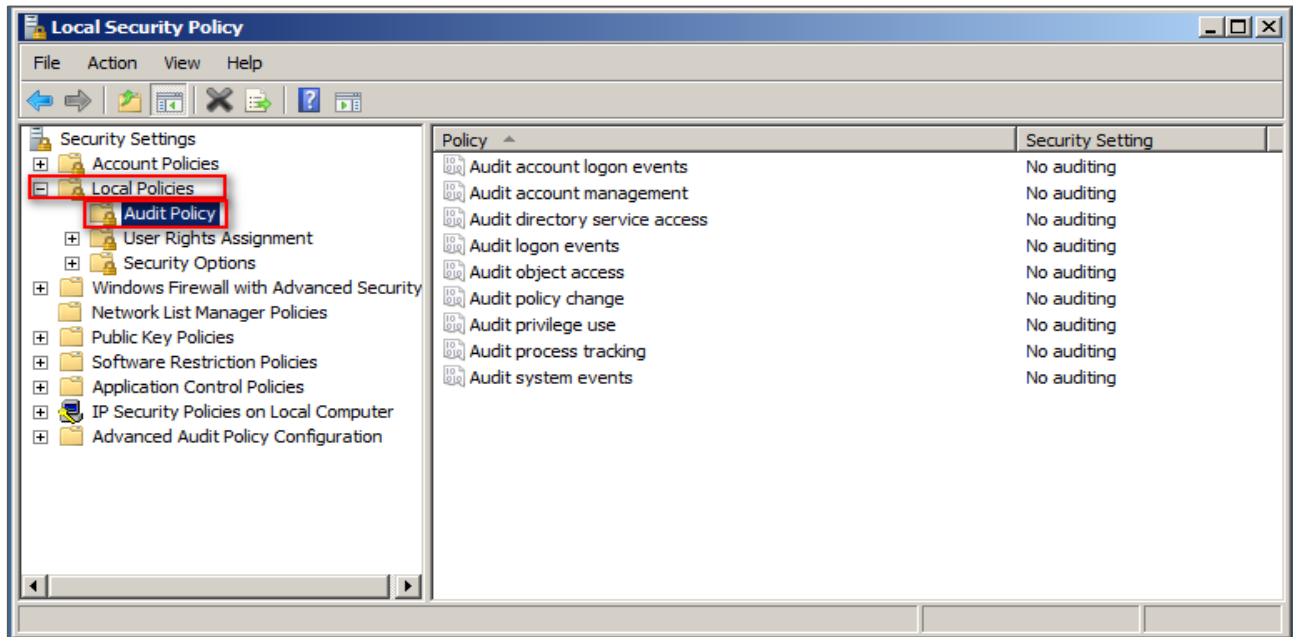 Local Security Policy
File Action View Help
Security Settings
Account Policies
Local Policies
Audit Policy
User Rights Assignment
Security Options
Windows Firewall with Advanced Security
Network List Manager Policies
Public Key Policies
Software Restriction Policies
Application Control Policies
IP Security Policies on Local Computer
Advanced Audit Policy Configuration
Policy Security Setting
Audit account logon events No auditing
Audit account management No auditing
Audit directory service access No auditing
Audit logon events No auditing
Audit object access No auditing
Audit policy change No auditing
Audit privilege use No auditing
Audit process tracking No auditing
Audit system events No auditing